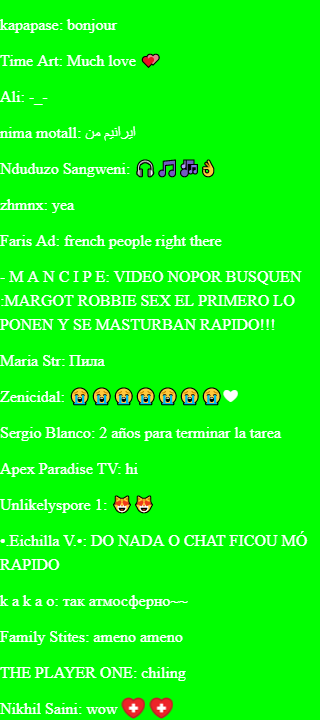 kapapase: bonjour
Time Art: Much love 💕
Ali: -_-
nima motall: ایرانیم من
Nduduzo Sangweni: 🎧🎵🎶👌
zhmnx: yea
Faris Ad: french people right there
- M A N C I P E: VIDEO NOPOR BUSQUEN
:MARGOT ROBBIE SEX EL PRIMERO LO
PONEN Y SE MASTURBAN RAPIDO!!!
Maria Str: Пила
Zenicidal: 😭😭😭😭😭😭😭🤍
Sergio Blanco: 2 años para terminar la tarea
Apex Paradise TV: hi
Unlikelyspore 1: 😻😻
•.Eichilla V.•: DO NADA O CHAT FICOU MÓ
RAPIDO
k a k a o: так атмосферно~~
Family Stites: ameno ameno
THE PLAYER ONE: chiling
Nikhil Saini: wow